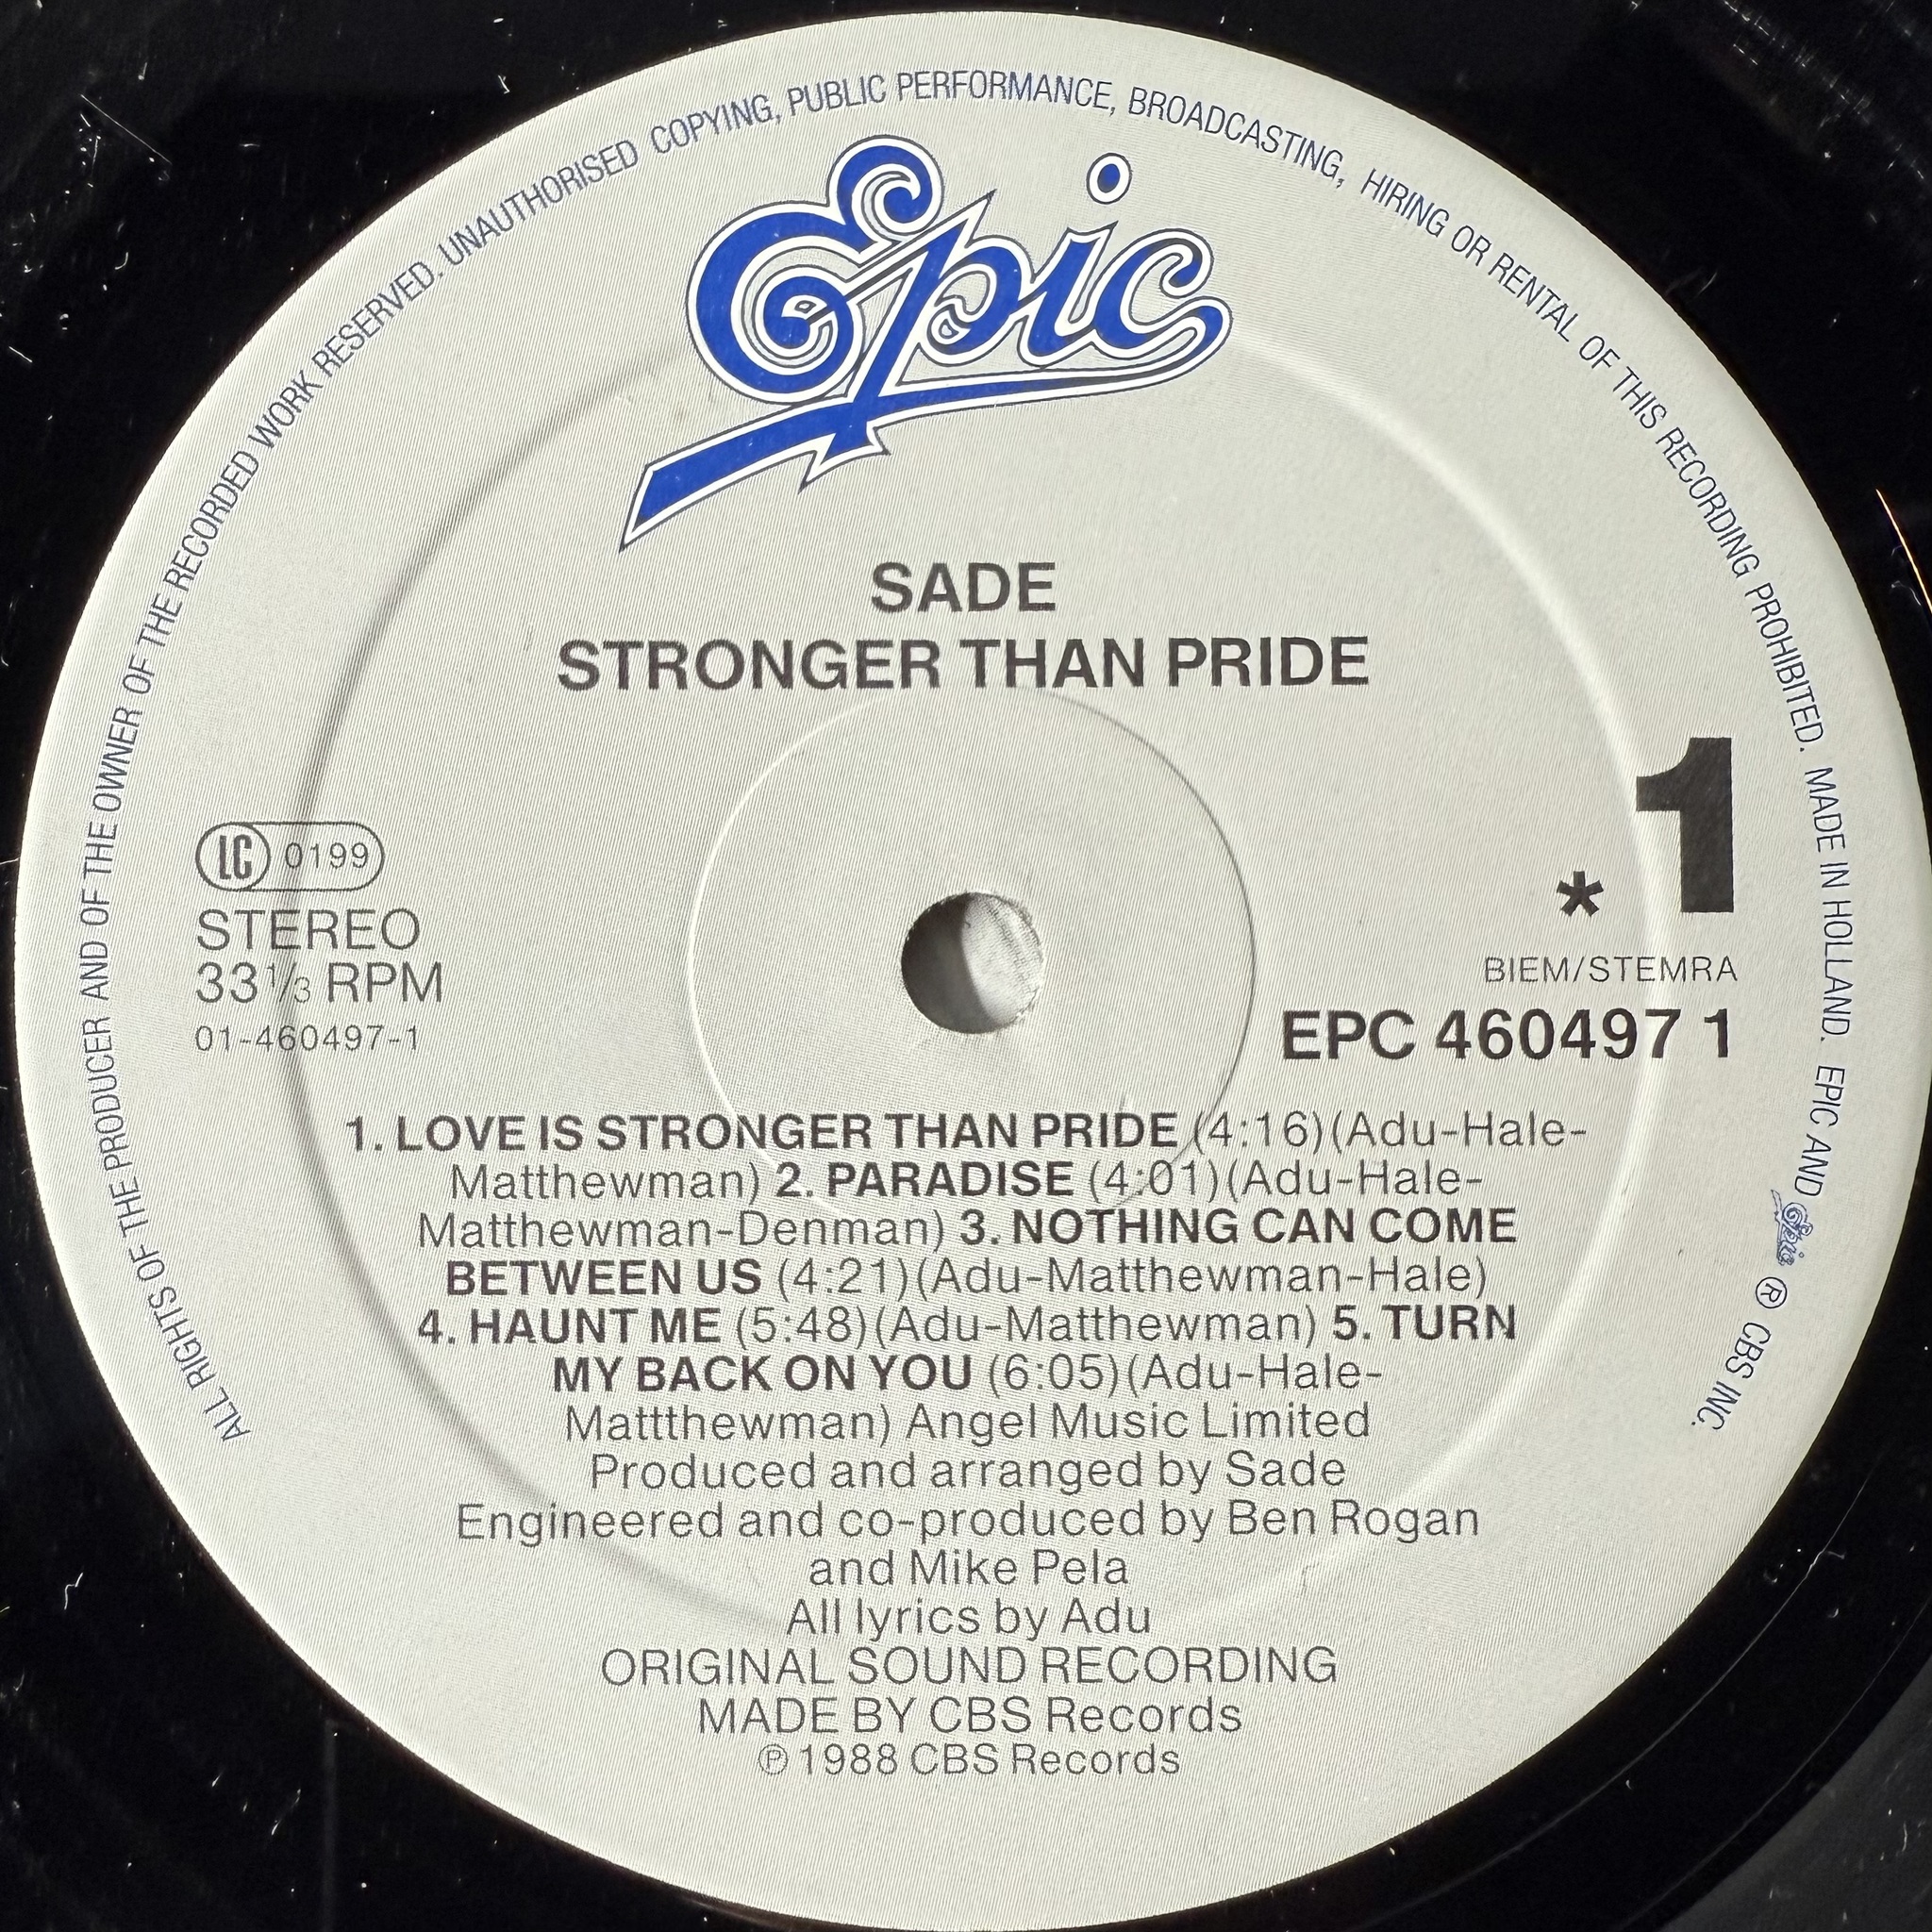 ALL RIGHTS OF THE PRODUCER AND OF THE OWNER OF THE RECORDED WORK RESERVED. UNAUTHORISED COPYING, PUBLIC PERFORMANCE, BROADCASTING, HIRING OR RENTAL OF THIS RECORDING PROHIBITED. MADE IN HOLLAND. EPIC AND Epic ® CBS INC.
Epic
SADE
STRONGER THAN PRIDE
1
LC 0199
*
STEREO
BIEM/STEMRA
33 1/3 RPM
EPC 460497 1
01-460497-1
1. LOVE IS STRONGER THAN PRIDE (4:16)(Adu-Hale-
Matthewman) 2. PARADISE (4:01)(Adu-Hale-
Matthewman-Denman) 3. NOTHING CAN COME
BETWEEN US (4:21)(Adu-Matthewman-Hale)
4. HAUNT ME (5:48)(Adu-Matthewman) 5. TURN
MY BACK ON YOU (6:05)(Adu-Hale-
Mattthewman) Angel Music Limited
Produced and arranged by Sade
Engineered and co-produced by Ben Rogan
and Mike Pela
All lyrics by Adu
ORIGINAL SOUND RECORDING
MADE BY CBS Records
℗ 1988 CBS Records